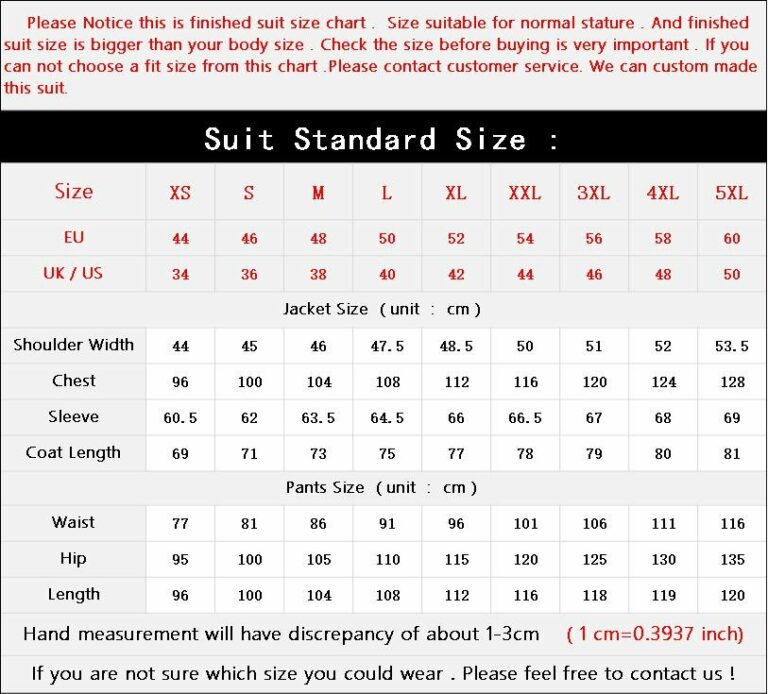 Please Notice this is finished suit size chart . Size suitable for normal stature . And finished
suit size is bigger than your body size . Check the size before buying is very important . If you
can not choose a fit size from this chart .Please contact customer service. We can custom made
this suit.
Suit Standard Size :
Size XS S M L XL XXL 3XL 4XL 5XL
EU 44 46 48 50 52 54 56 58 60
UK / US 34 36 38 40 42 44 46 48 50
Jacket Size ( unit : cm )
Shoulder Width 44 45 46 47.5 48.5 50 51 52 53.5
Chest 96 100 104 108 112 116 120 124 128
Sleeve 60.5 62 63.5 64.5 66 66.5 67 68 69
Coat Length 69 71 73 75 77 78 79 80 81
Pants Size ( unit : cm )
Waist 77 81 86 91 96 101 106 111 116
Hip 95 100 105 110 115 120 125 130 135
Length 96 100 104 108 112 116 118 119 120
Hand measurement will have discrepancy of about 1-3cm ( 1 cm=0.3937 inch)
If you are not sure which size you could wear . Please feel free to contact us !